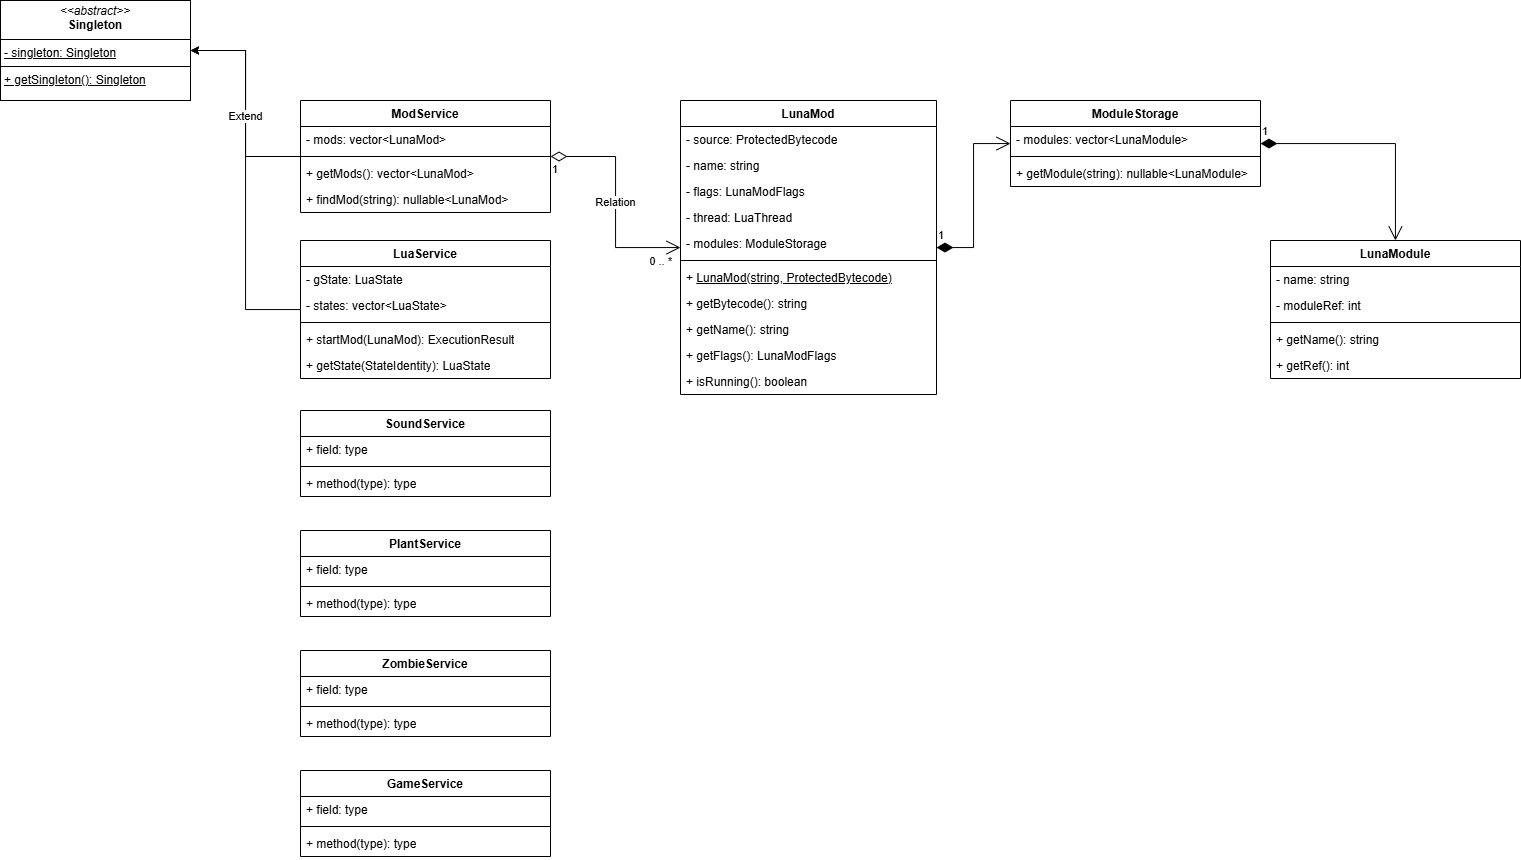 <<abstract>>
Singleton
- singleton: Singleton
+ getSingleton(): Singleton
Extend
ModService
- mods: vector<LunaMod>
+ getMods(): vector<LunaMod>
+ findMod(string): nullable<LunaMod>
1
Relation
0 .. *
LuaService
- gState: LuaState
- states: vector<LuaState>
+ startMod(LunaMod): ExecutionResult
+ getState(StateIdentity): LuaState
SoundService
+ field: type
+ method(type): type
PlantService
+ field: type
+ method(type): type
ZombieService
+ field: type
+ method(type): type
GameService
+ field: type
+ method(type): type
LunaMod
- source: ProtectedBytecode
- name: string
- flags: LunaModFlags
- thread: LuaThread
- modules: ModuleStorage
+ LunaMod(string, ProtectedBytecode)
+ getBytecode(): string
+ getName(): string
+ getFlags(): LunaModFlags
+ isRunning(): boolean
1
ModuleStorage
- modules: vector<LunaModule>
+ getModule(string): nullable<LunaModule>
1
LunaModule
- name: string
- moduleRef: int
+ getName(): string
+ getRef(): int